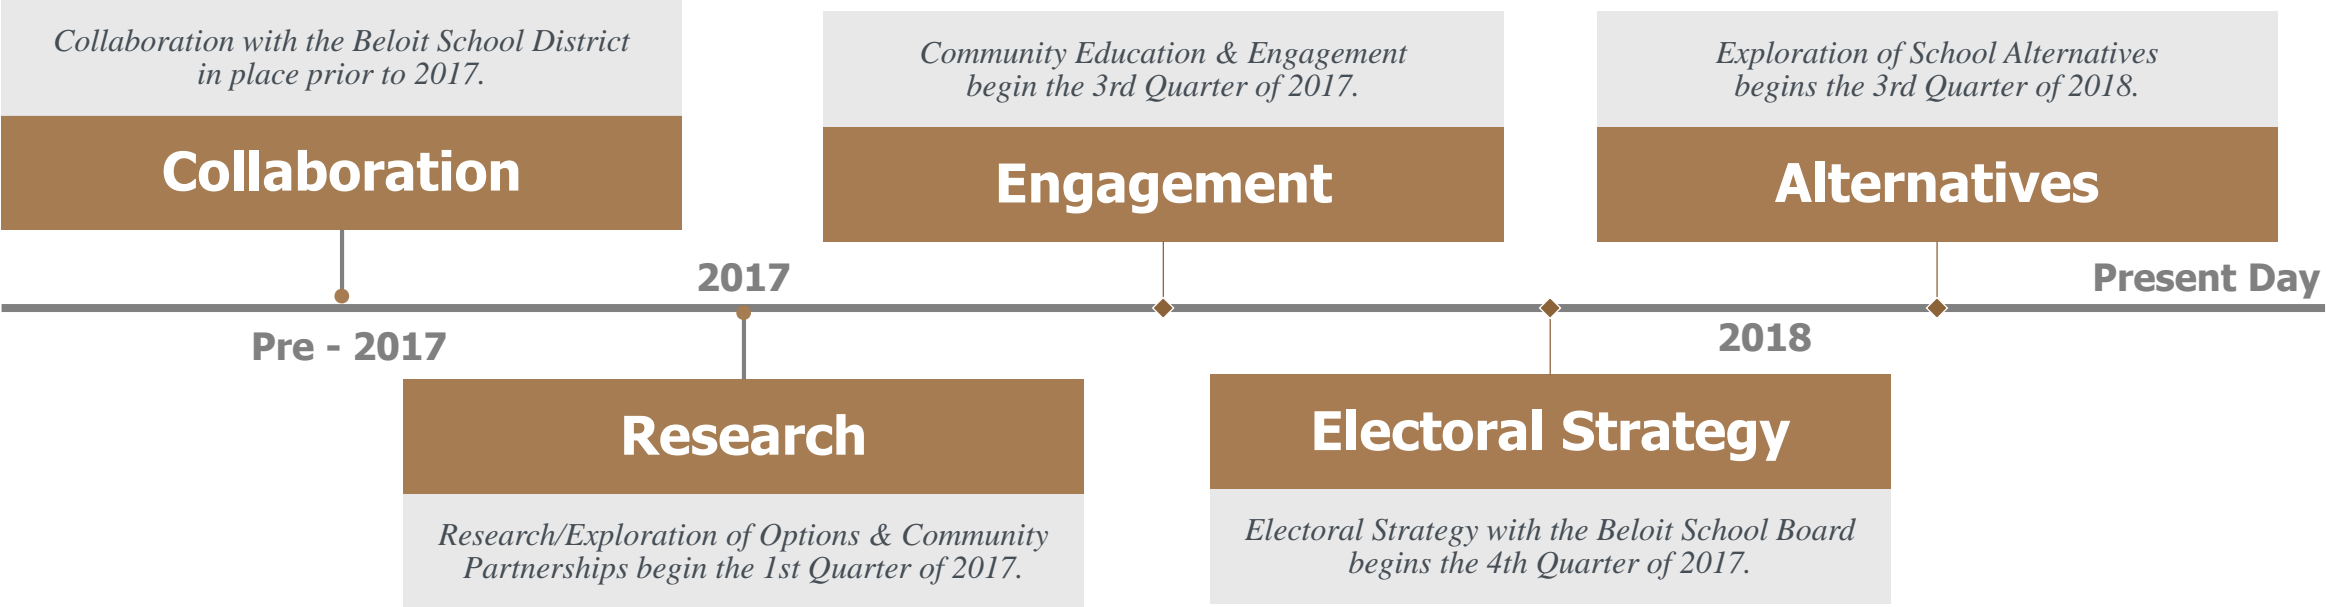 Collaboration with the Beloit School District
in place prior to 2017.
Collaboration
Pre - 2017
2017
Research
Research/Exploration of Options & Community
Partnerships begin the 1st Quarter of 2017.
Community Education & Engagement
begin the 3rd Quarter of 2017.
Engagement
Electoral Strategy
Electoral Strategy with the Beloit School Board
begins the 4th Quarter of 2017.
2018
Exploration of School Alternatives
begins the 3rd Quarter of 2018.
Alternatives
Present Day